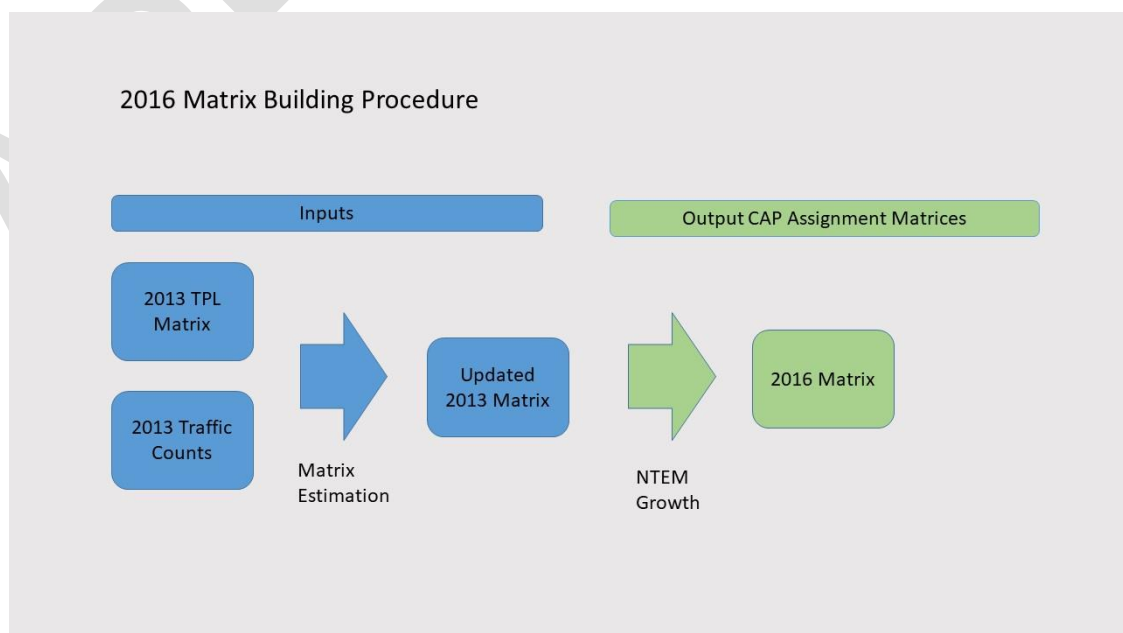 2016 Matrix Building Procedure
Inputs
Output CAP Assignment Matrices
2013 TPL
Matrix
2013 Traffic
Counts
Matrix
Estimation
Updated
2013 Matrix
NTEM
Growth
2016 Matrix